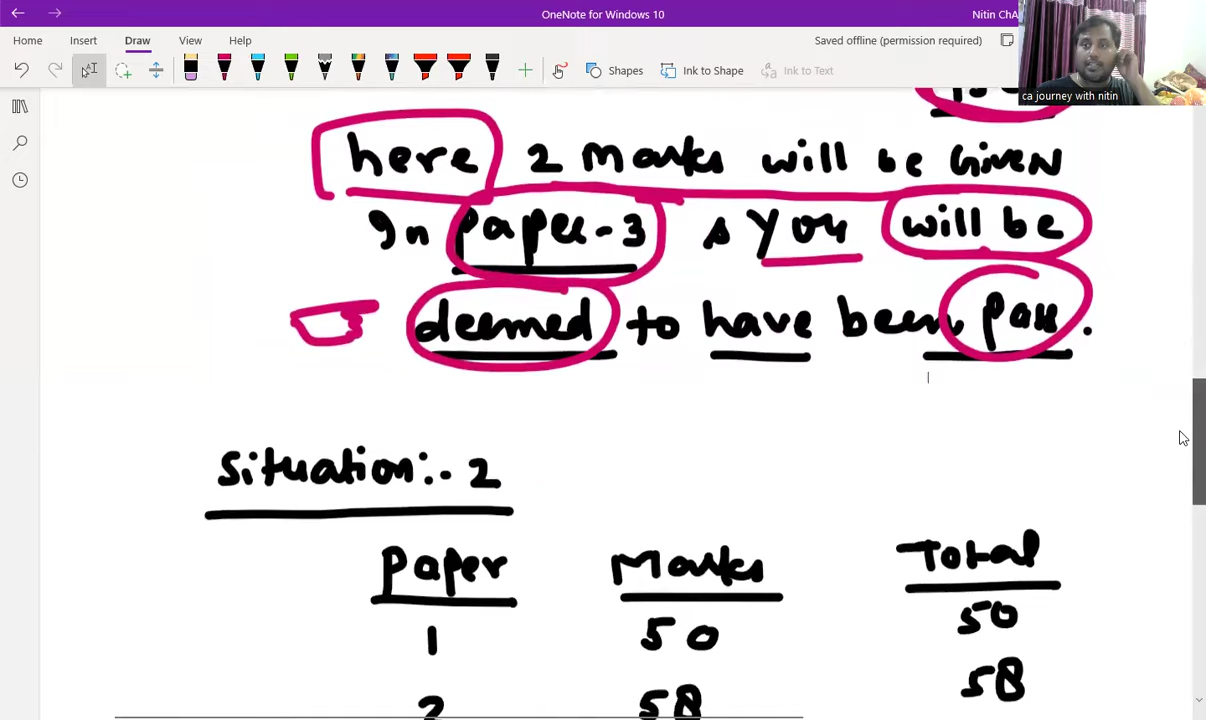 OneNote for Windows 10
Nitin ChA
Home Insert Draw View Help
Saved offline (permission required)
Shapes Ink to Shape Ink to Text
ca journey with nitin
here 2 Marks will be Given
In Paper-3 & You will be
deemed to have been pass.
Situation:- 2
Paper Marks Total
1 50 50
2 58 58